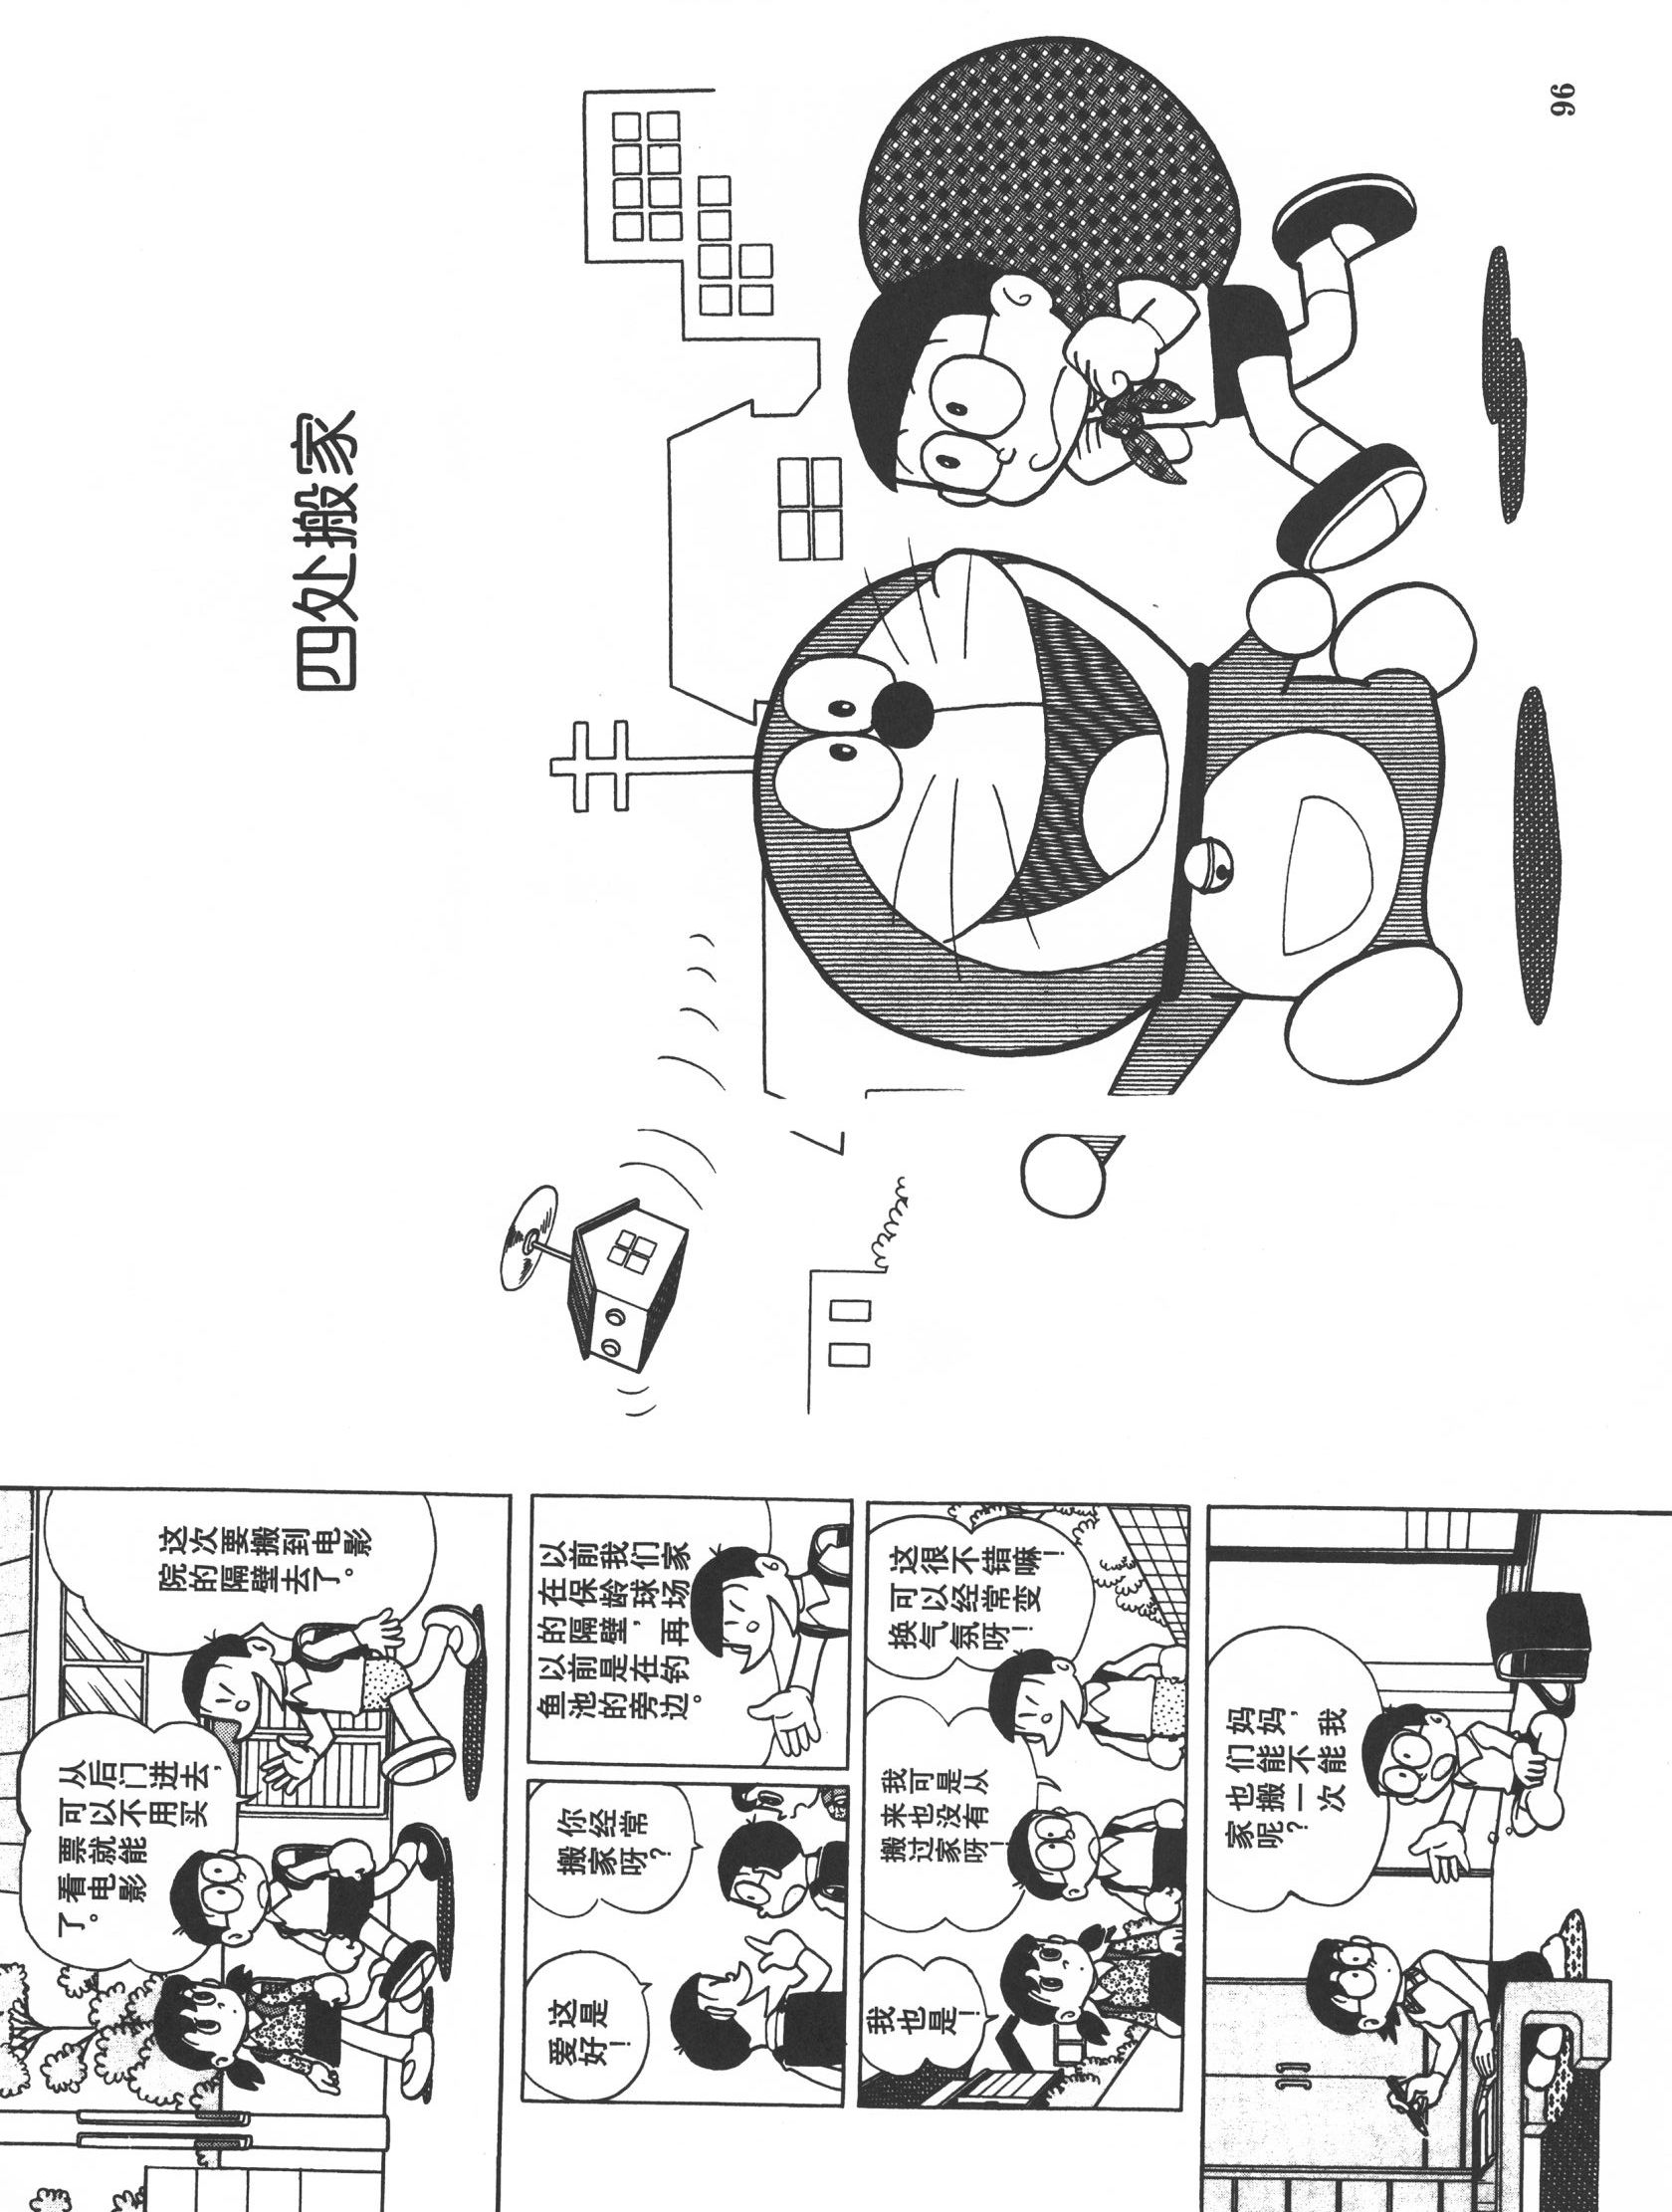 四处搬家
96
这次要搬到电影
院的隔壁去了。
从后门进去，
可以不用买
票就能
看电影
了。
以前我们家
在保龄球场
的隔壁，再
以前是在钓
鱼池的旁边。
你经常
搬家呀？
这是
爱好！
这很不错嘛！
可以经常变
换气氛呀！
我可是从
来也没有
搬过家呀！
我也是！
妈妈，
我们能不能
也搬一次
家呢？